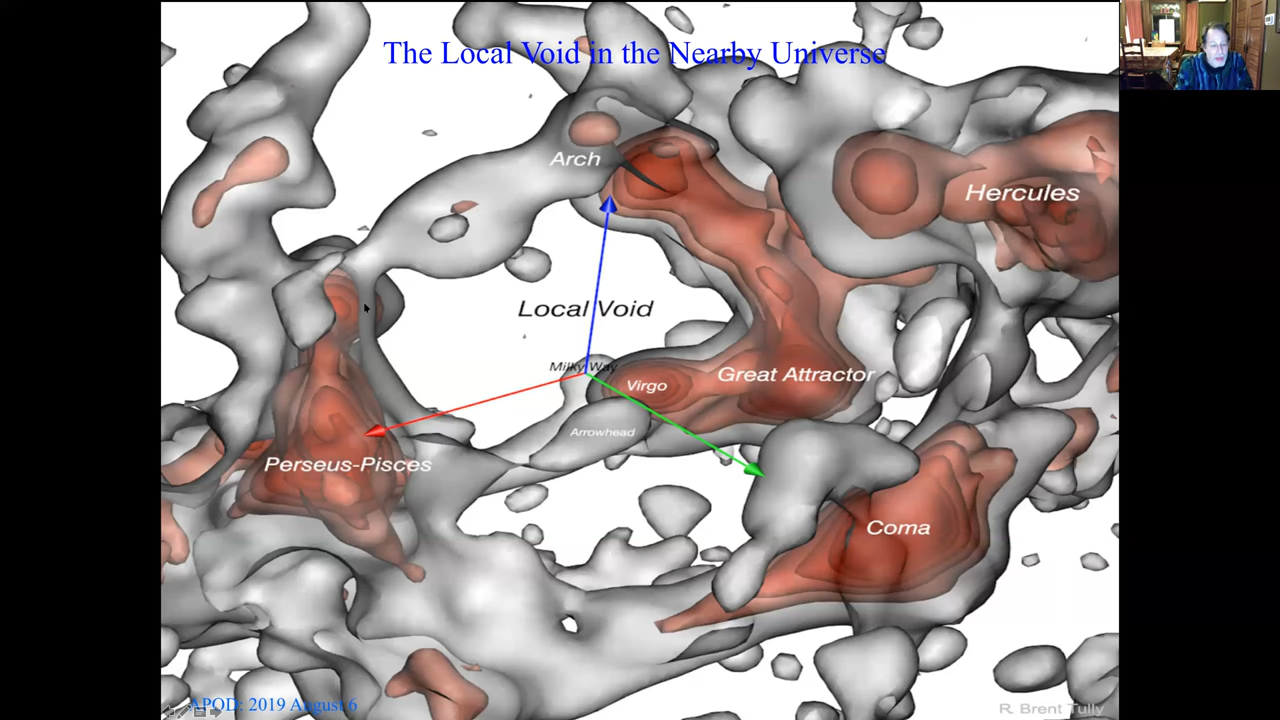 The Local Void in the Nearby Universe
Arch
Hercules
Local Void
Milky Way
Virgo
Great Attractor
Arrowhead
Perseus-Pisces
Coma
APOD: 2019 August 6
R. Brent Tully